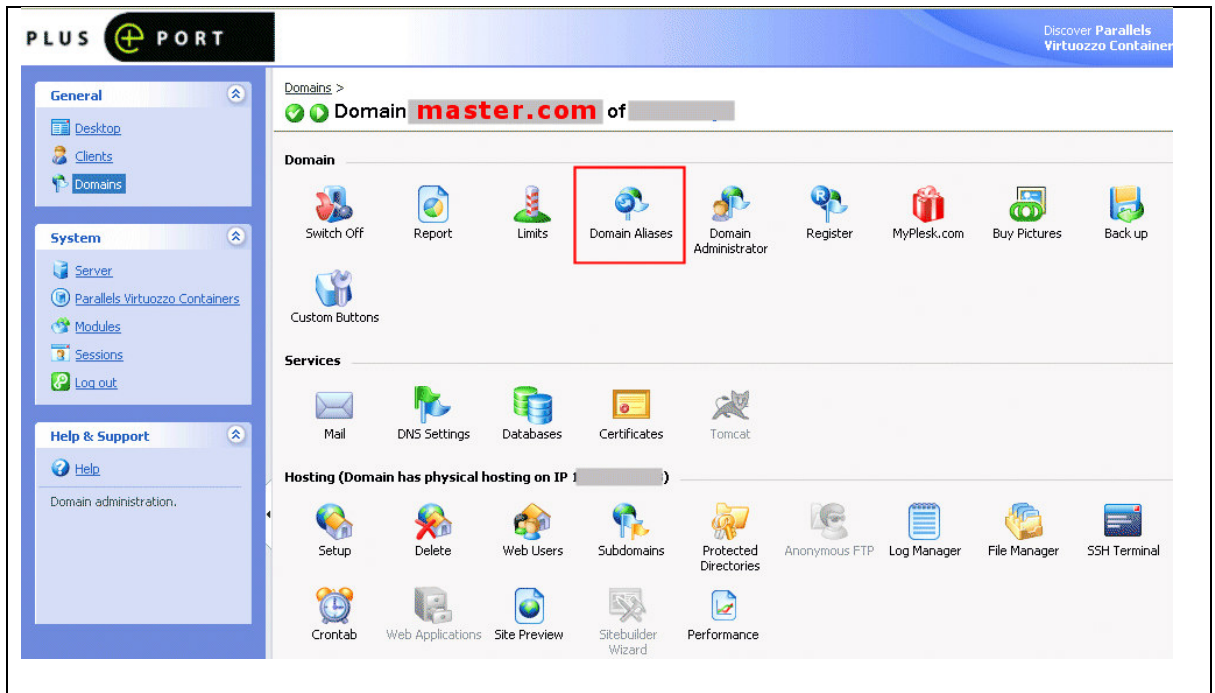 PLUS PORT
Discover Parallels
Virtuozzo Container
General
Desktop
Clients
Domains
System
Server
Parallels Virtuozzo Containers
Modules
Sessions
Log out
Help & Support
Help
Domain administration.
Domains >
Domain master.com of
Domain
Switch Off Report Limits Domain Aliases Domain Administrator Register MyPlesk.com Buy Pictures Back up
Custom Buttons
Services
Mail DNS Settings Databases Certificates Tomcat
Hosting (Domain has physical hosting on IP 1 )
Setup Delete Web Users Subdomains Protected Directories Anonymous FTP Log Manager File Manager SSH Terminal
Crontab Web Applications Site Preview Sitebuilder Wizard Performance